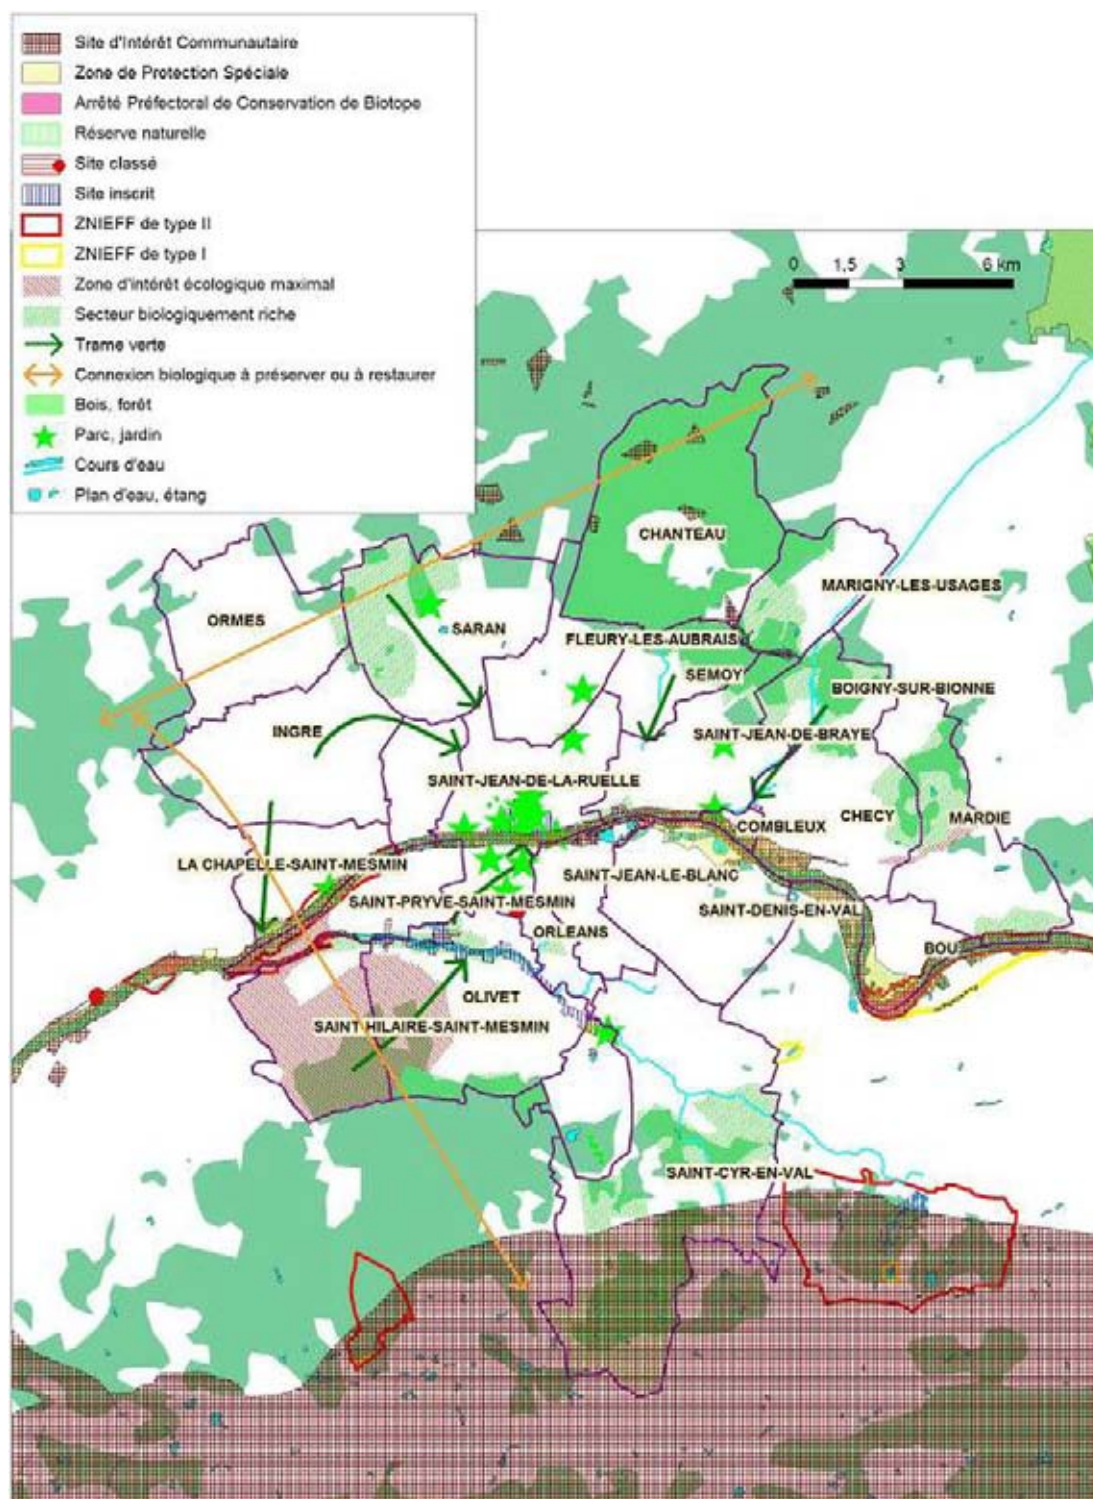 Site d'Intérêt Communautaire
Zone de Protection Spéciale
Arrêté Préfectoral de Conservation de Biotope
Réserve naturelle
Site classé
Site inscrit
ZNIEFF de type II
ZNIEFF de type I
Zone d'intérêt écologique maximal
Secteur biologiquement riche
Trame verte
Connexion biologique à préserver ou à restaurer
Bois, forêt
Parc, jardin
Cours d'eau
Plan d'eau, étang
0 1,5 3 6 km
CHANTEAU
MARIGNY-LES-USAGES
ORMES
SARAN
FLEURY-LES-AUBRAIS
SEMOY
BOIGNY-SUR-BIONNE
INGRE
SAINT-JEAN-DE-BRAYE
SAINT-JEAN-DE-LA-RUELLE
CHECY
MARDIE
COMBLEUX
LA CHAPELLE-SAINT-MESMIN
SAINT-JEAN-LE-BLANC
SAINT-PRYVE-SAINT-MESMIN
SAINT-DENIS-EN-VAL
ORLEANS
BOU
OLIVET
SAINT HILAIRE-SAINT-MESMIN
SAINT-CYR-EN-VAL